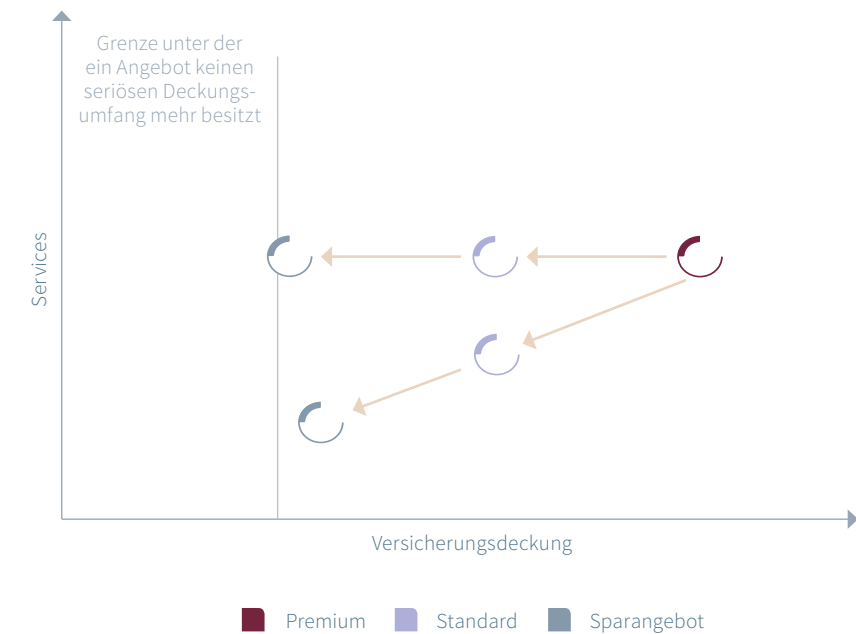 Grenze unter der
ein Angebot keinen
seriösen Deckungs-
umfang mehr besitzt
Services
Versicherungsdeckung
Premium
Standard
Sparangebot